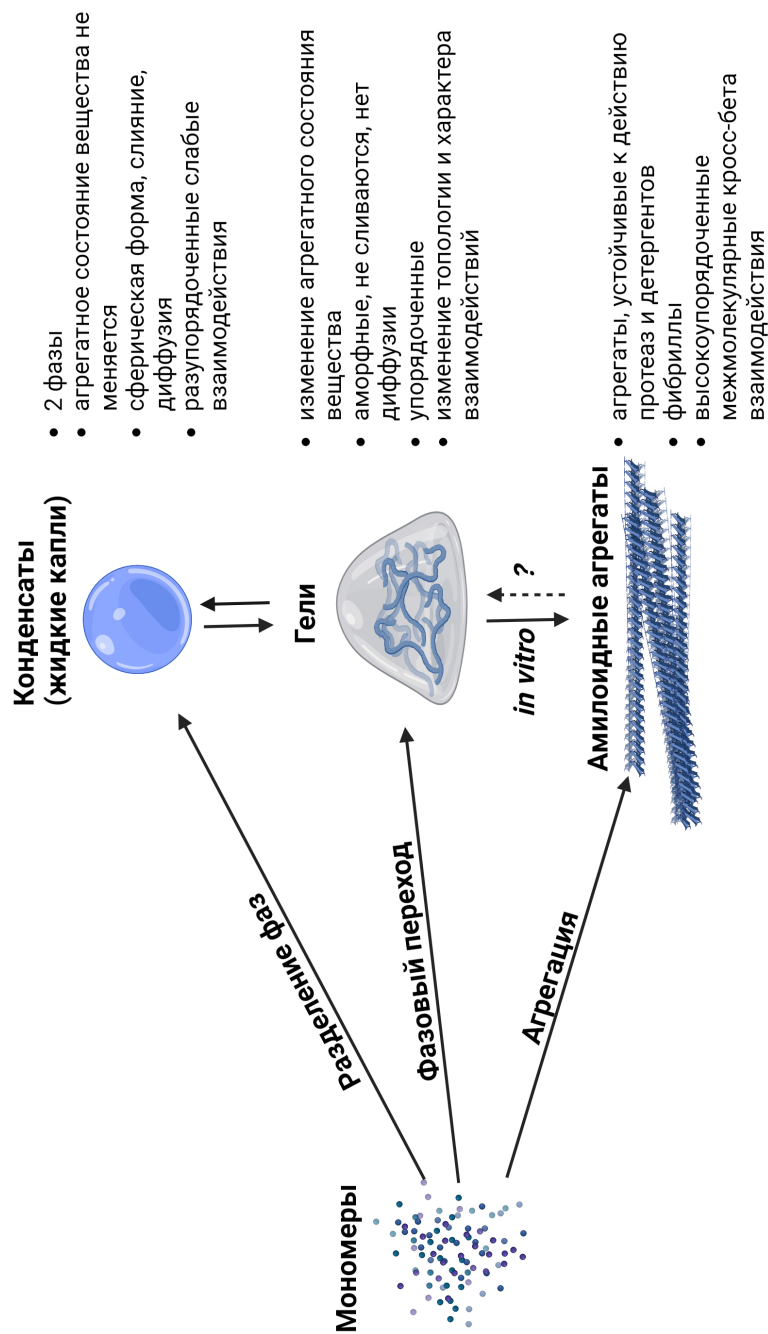 Мономеры
Разделение фаз
Фазовый переход
Агрегация
Конденсаты
(жидкие капли)
• 2 фазы
• агрегатное состояние вещества не
меняется
• сферическая форма, слияние,
диффузия
• разупорядоченные слабые
взаимодействия
Гели
• изменение агрегатного состояния
вещества
• аморфные, не сливаются, нет
диффузии
• упорядоченные
• изменение топологии и характера
взаимодействий
in vitro
?
Амилоидные агрегаты
• агрегаты, устойчивые к действию
протеаз и детергентов
• фибриллы
• высокоупорядоченные
межмолекулярные кросс-бета
взаимодействия